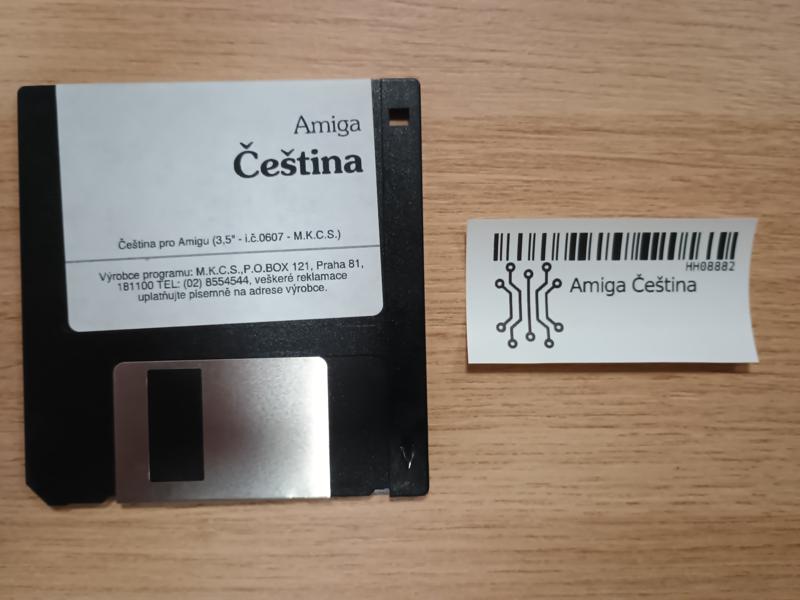 Amiga
Čeština
Čeština pro Amigu (3,5" - i.č.0607 - M.K.C.S.)
Výrobce programu: M.K.C.S.,P.O.BOX 121, Praha 81,
181100 TEL: (02) 8554544, veškeré reklamace
uplatňujte písemně na adrese výrobce.
HH08882
Amiga Čeština